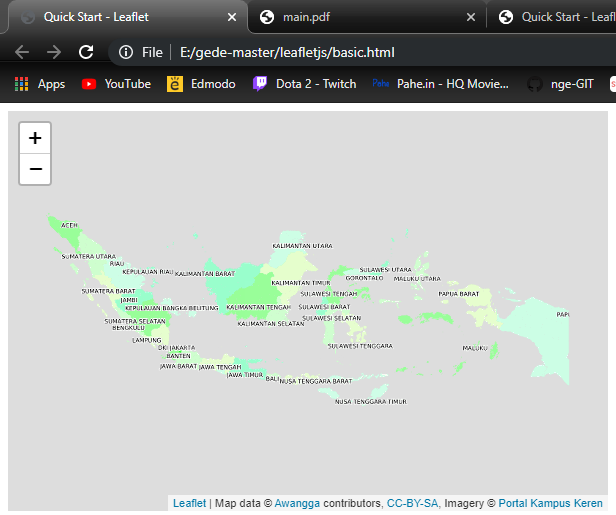 Quick Start - Leaflet
main.pdf
Quick Start - Leaf
File
E:/gede-master/leafletjs/basic.html
Apps
YouTube
Edmodo
Dota 2 - Twitch
Pahe Pahe.in - HQ Movie...
nge-GIT
+
−
ACEH
KALIMANTAN UTARA
SUMATERA UTARA
RIAU
KEPULAUAN RIAU
KALIMANTAN BARAT
SULAWESI UTARA
GORONTALO
MALUKU UTARA
KALIMANTAN TIMUR
SUMATERA BARAT
SULAWESI TENGAH
PAPUA BARAT
JAMBI
KEPULAUAN BANGKA BELITUNG
KALIMANTAN TENGAH
SULAWESI BARAT
PAPI
SUMATERA SELATAN
KALIMANTAN SELATAN
SULAWESI SELATAN
BENGKULU
LAMPUNG
DKI JAKARTA
SULAWESI TENGGARA
MALUKU
BANTEN
JAWA BARAT
JAWA TENGAH
JAWA TIMUR
BALI
NUSA TENGGARA BARAT
NUSA TENGGARA TIMUR
Leaflet | Map data © Awangga contributors, CC-BY-SA, Imagery © Portal Kampus Keren